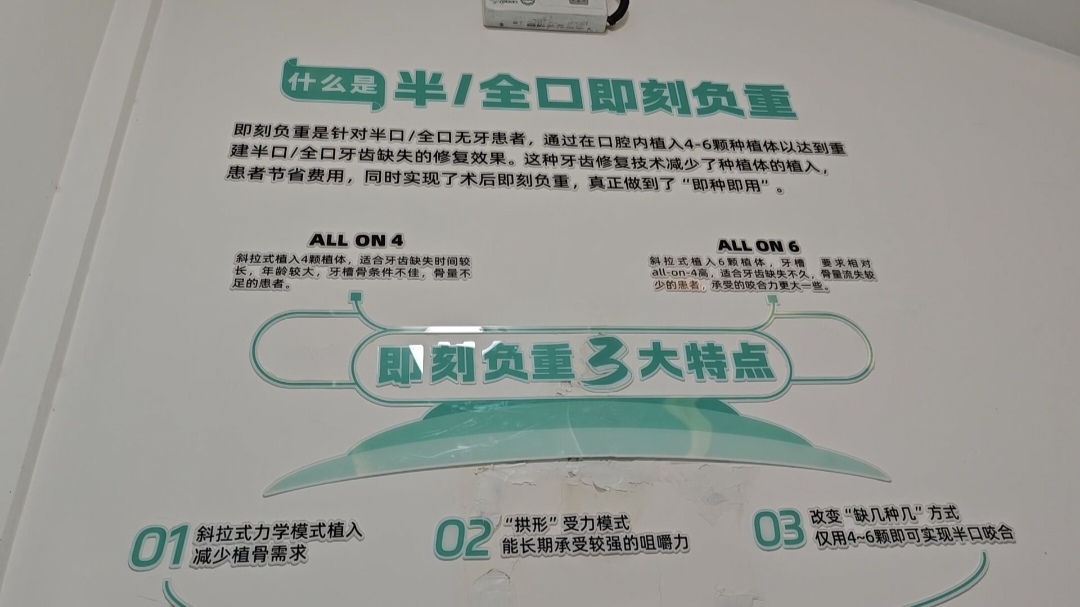 什么是 半/全口即刻负重
即刻负重是针对半口/全口无牙患者，通过在口腔内植入4-6颗种植体以达到重
建半口/全口牙齿缺失的修复效果。这种牙齿修复技术减少了种植体的植入，
患者节省费用，同时实现了术后即刻负重，真正做到了“即种即用”。
ALL ON 4
斜拉式植入4颗植体，适合牙齿缺失时间较
长，年龄较大，牙槽骨条件不佳，骨量不
足的患者。
ALL ON 6
斜拉式植入6颗植体，牙槽 要求相对
all-on-4高，适合牙齿缺失不久，骨量流失较
少的患者，承受的咬合力更大一些。
即刻负重3大特点
01 斜拉式力学模式植入
减少植骨需求
02 “拱形”受力模式
能长期承受较强的咀嚼力
03 改变“缺几种几”方式
仅用4~6颗即可实现半口咬合